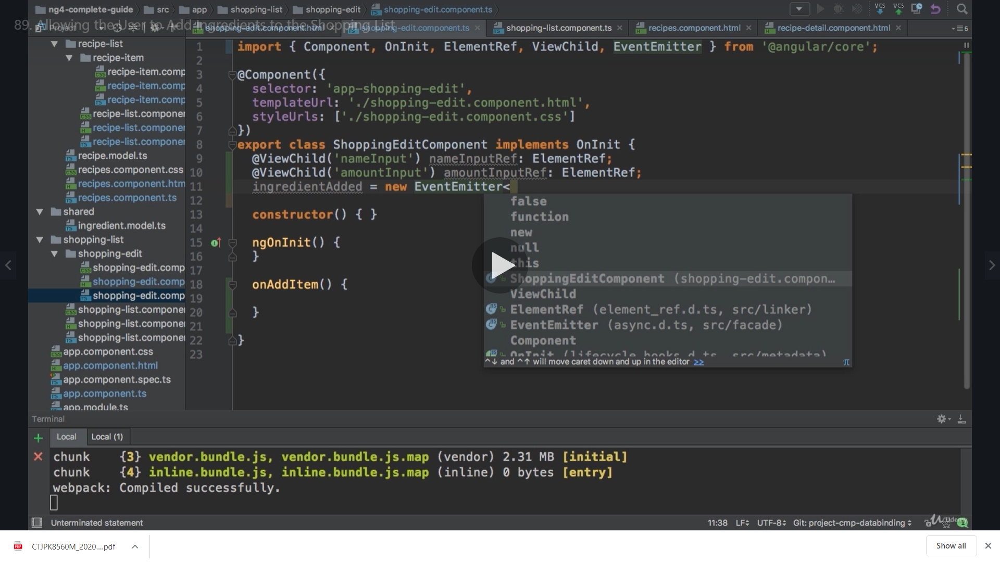 ng4-complete-guide src app shopping-list shopping-edit shopping-edit.component.ts
89. Allowing the User to Add Ingredients to the Shopping List
Project shopping-edit.component.html shopping-edit.component.ts shopping-list.component.ts recipes.component.html recipe-detail.component.html 5
recipe-list
recipe-item
recipe-item.comp
recipe-item.comp
recipe-item.comp
recipe-list.componen
recipe-list.componen
recipe-list.componen
recipe.model.ts
recipes.component.css
recipes.component.htm
recipes.component.ts
shared
ingredient.model.ts
shopping-list
shopping-edit
shopping-edit.comp
shopping-edit.comp
shopping-edit.comp
shopping-list.componen
shopping-list.componen
shopping-list.componen
app.component.css
app.component.html
app.component.spec.ts
app.component.ts
app.module.ts
1 import { Component, OnInit, ElementRef, ViewChild, EventEmitter } from '@angular/core';
2
3 @Component({
4 selector: 'app-shopping-edit',
5 templateUrl: './shopping-edit.component.html',
6 styleUrls: ['./shopping-edit.component.css']
7 })
8 export class ShoppingEditComponent implements OnInit {
9 @ViewChild('nameInput') nameInputRef: ElementRef;
10 @ViewChild('amountInput') amountInputRef: ElementRef;
11 ingredientAdded = new EventEmitter<
12
13 constructor() { }
14
15 ngOnInit() {
16 }
17
18 onAddItem() {
19
20 }
21
22 }
23
false
function
new
null
this
ShoppingEditComponent (shopping-edit.compon…
ViewChild
ElementRef (element_ref.d.ts, src/linker)
EventEmitter (async.d.ts, src/facade)
Component
OnInit (lifecycle_hooks.d.ts, src/metadata)
^↓ and ^↑ will move caret down and up in the editor >> π
Terminal
Local Local (1)
chunk {3} vendor.bundle.js, vendor.bundle.js.map (vendor) 2.31 MB [initial]
chunk {4} inline.bundle.js, inline.bundle.js.map (inline) 0 bytes [entry]
webpack: Compiled successfully.
Unterminated statement 11:38 LF UTF-8 Git: project-cmp-databinding
Udemy
CTJPK8560M_2020....pdf Show all
VCS VCS